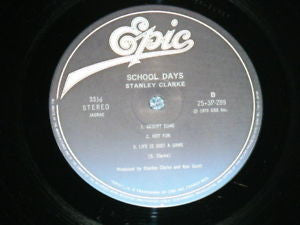 Epic
SCHOOL DAYS
STANLEY CLARKE
33⅓
STEREO
JASRAC
B
25·3P-289
1. DESERT SONG
2. HOT FUN
3. LIFE IS JUST A GAME
(S. Clarke)
Produced by Stanley Clarke and Ken Scott